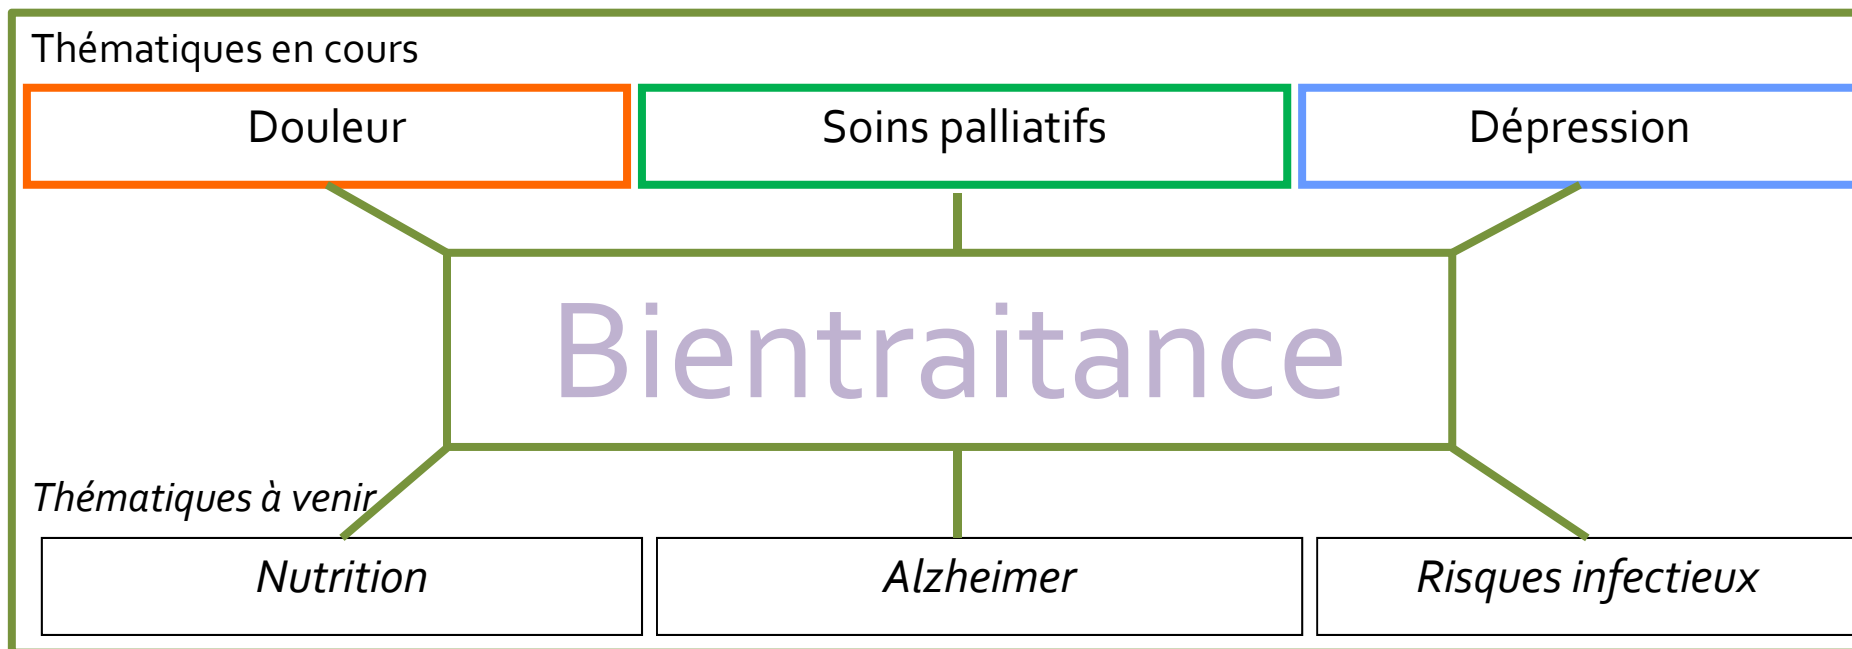 Thématiques en cours
Douleur
Soins palliatifs
Dépression
Bientraitance
Thématiques à venir
Nutrition
Alzheimer
Risques infectieux